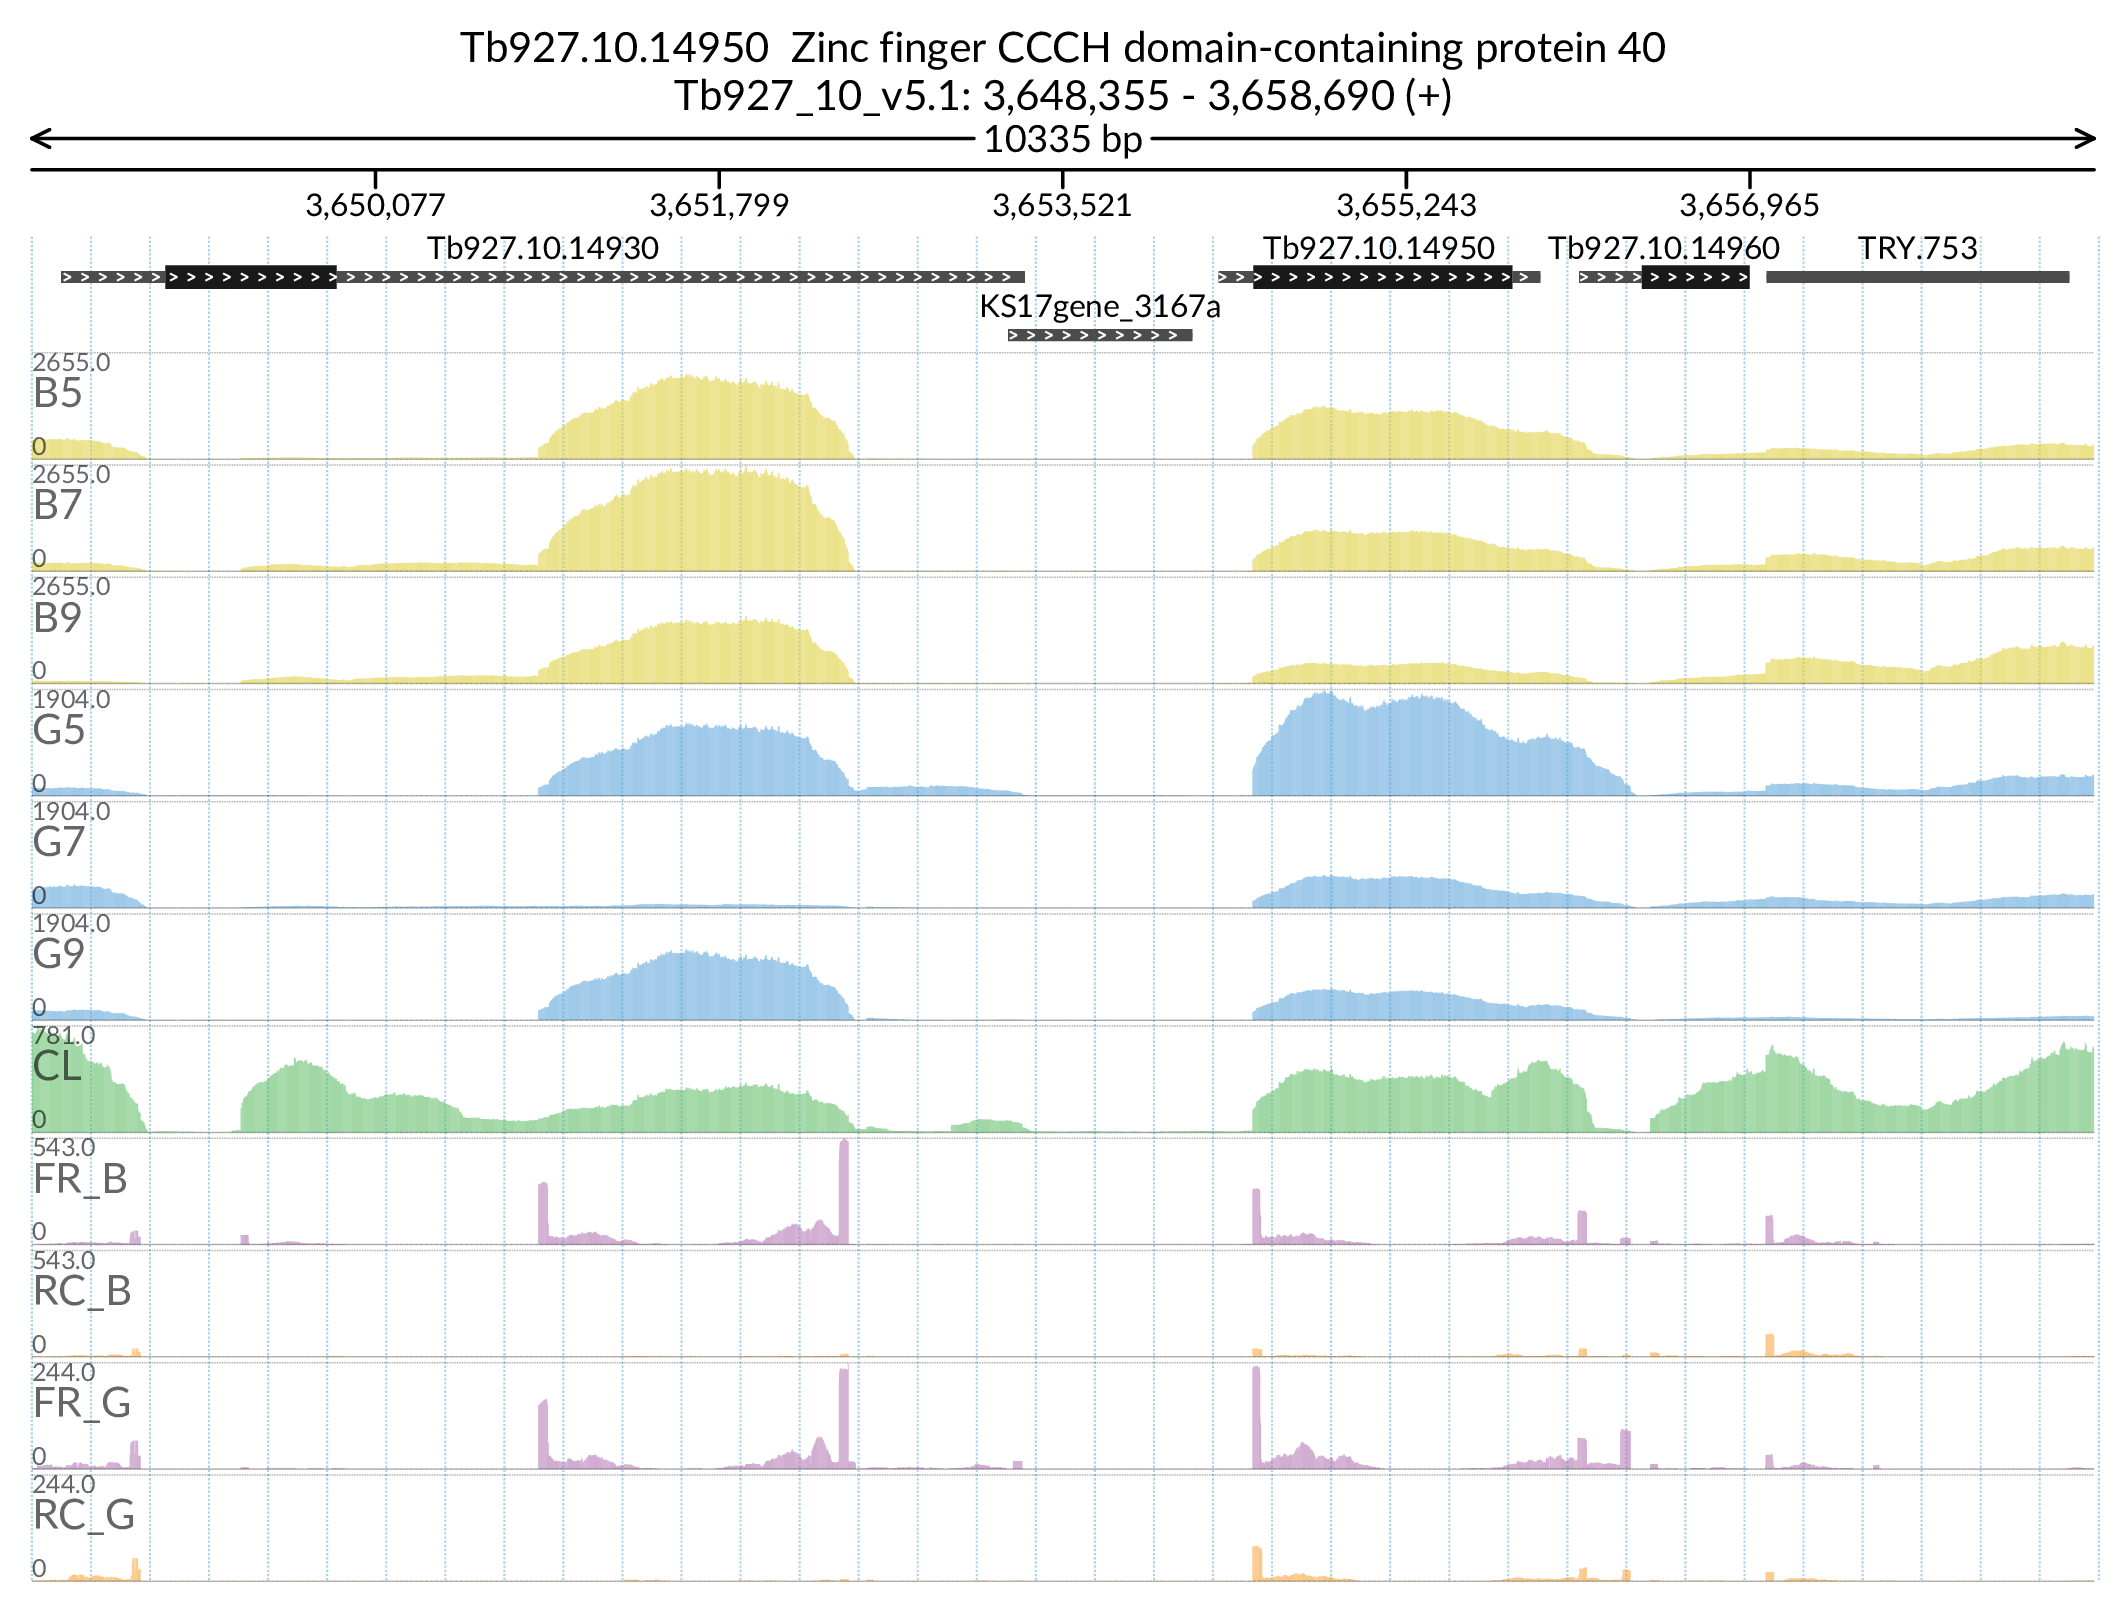 Tb927.10.14950  Zinc finger CCCH domain-containing protein 40
Tb927_10_v5.1: 3,648,355 - 3,658,690 (+)
10335 bp
3,650,077 3,651,799 3,653,521 3,655,243 3,656,965
Tb927.10.14930 Tb927.10.14950 Tb927.10.14960 TRY.753
KS17gene_3167a
2655.0
B5
0
2655.0
B7
0
2655.0
B9
0
1904.0
G5
0
1904.0
G7
0
1904.0
G9
0
781.0
CL
0
543.0
FR_B
0
543.0
RC_B
0
244.0
FR_G
0
244.0
RC_G
0